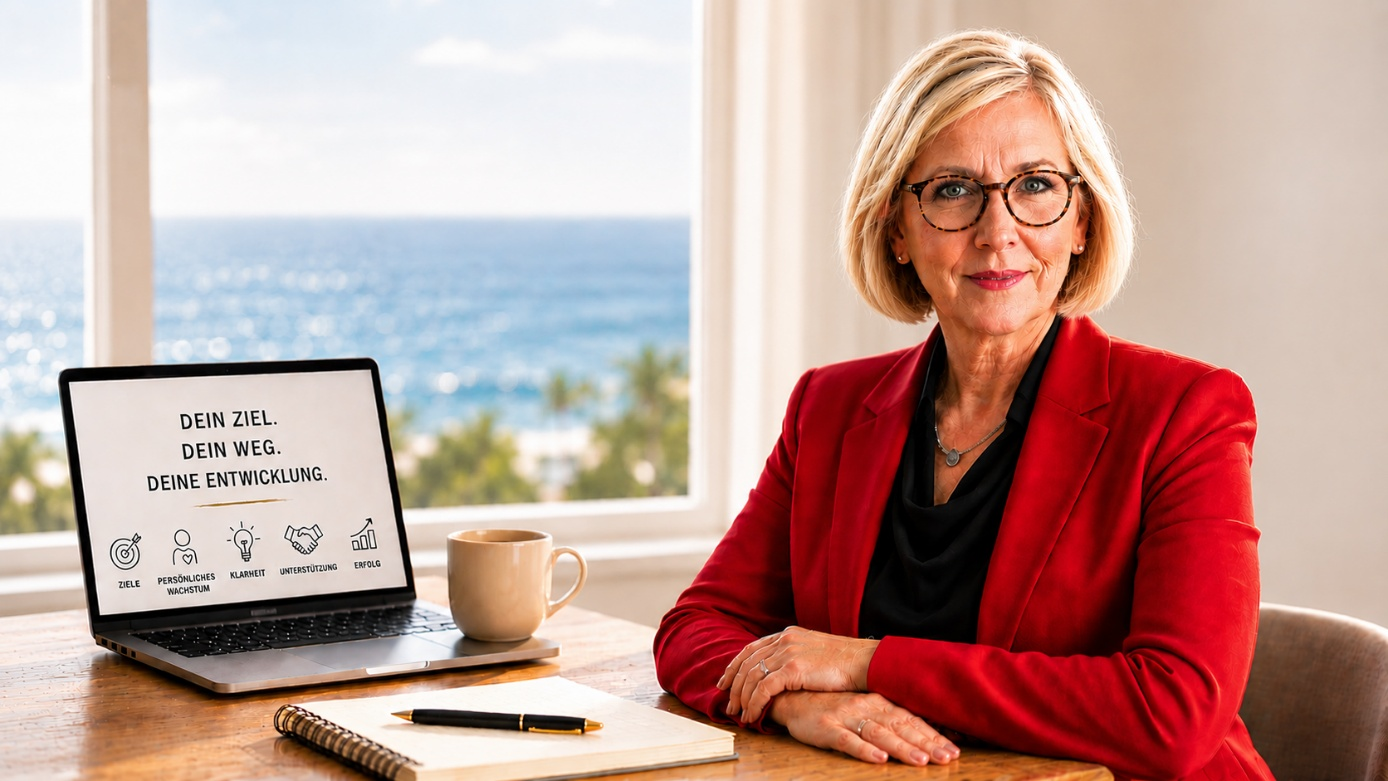 DEIN ZIEL.
DEIN WEG.
DEINE ENTWICKLUNG.
ZIELE
PERSÖNLICHES
WACHSTUM
KLARHEIT
UNTERSTÜTZUNG
ERFOLG